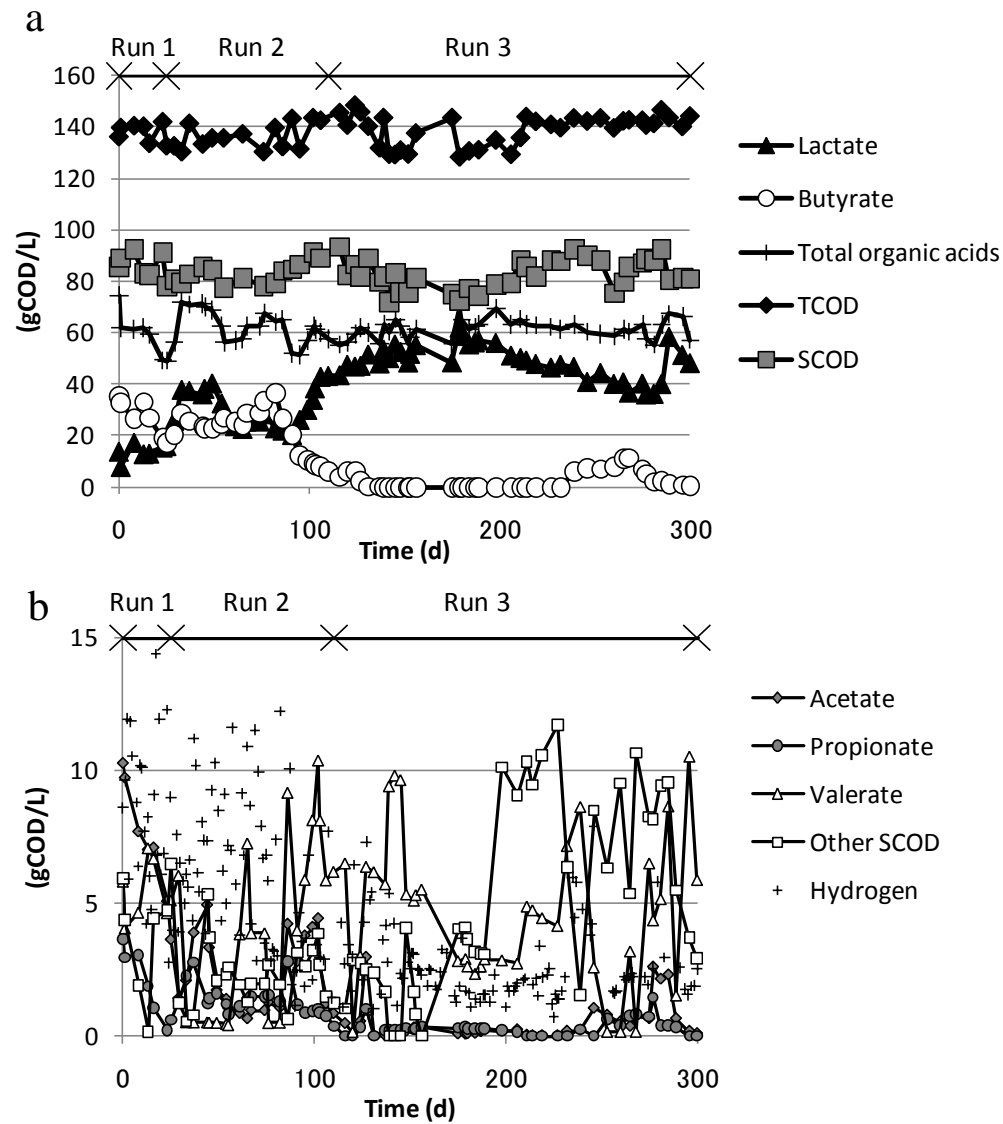 a
Run 1 Run 2 Run 3
160
140
120
100
80
60
40
20
0
(gCOD/L)
0 100 200 300
Time (d)
Lactate
Butyrate
Total organic acids
TCOD
SCOD
b
Run 1 Run 2 Run 3
15
10
5
0
(gCOD/L)
0 100 200 300
Time (d)
Acetate
Propionate
Valerate
Other SCOD
Hydrogen